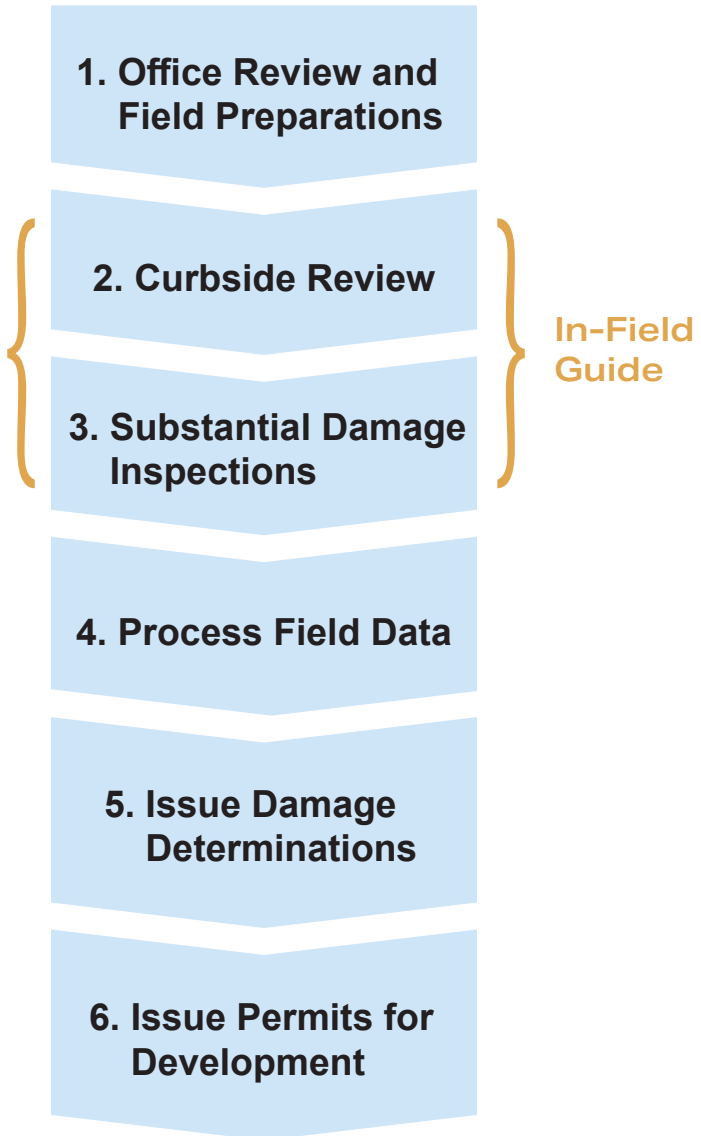 1. Office Review and
Field Preparations
2. Curbside Review
In-Field
Guide
3. Substantial Damage
Inspections
4. Process Field Data
5. Issue Damage
Determinations
6. Issue Permits for
Development